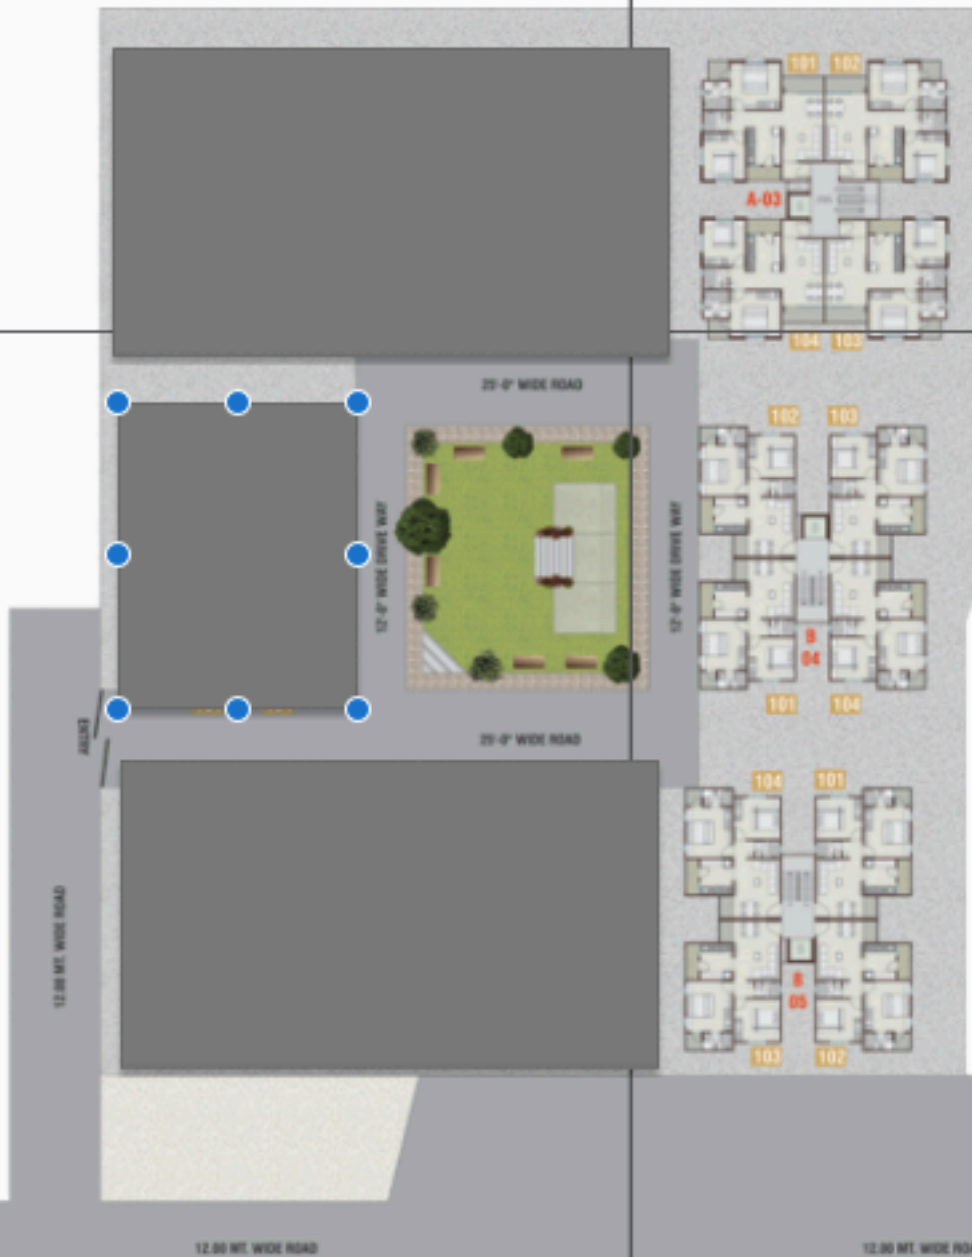 101 102
A-03
104 103
25'-0" WIDE ROAD
102 103
12'-0" WIDE DRIVE WAY
12'-0" WIDE DRIVE WAY
B
04
101 104
ENTRY
25'-0" WIDE ROAD
104 101
12.00 MT. WIDE ROAD
B
05
103 102
12.00 MT. WIDE ROAD
12.00 MT. WIDE